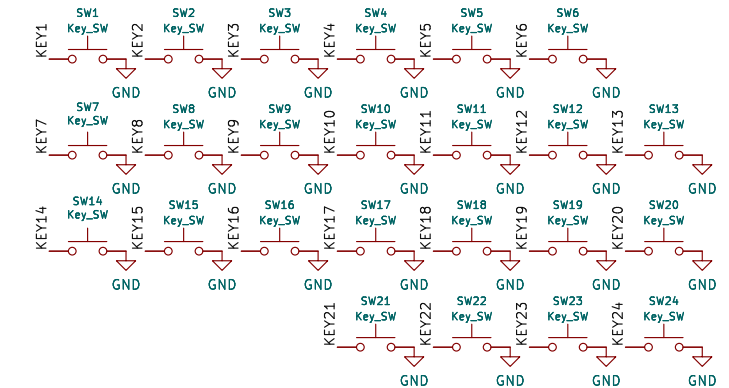 SW1 SW2 SW3 SW4 SW5 SW6
Key_SW Key_SW Key_SW Key_SW Key_SW Key_SW
KEY1 KEY2 KEY3 KEY4 KEY5 KEY6
GND GND GND GND GND GND
SW7 SW8 SW9 SW10 SW11 SW12 SW13
Key_SW Key_SW Key_SW Key_SW Key_SW Key_SW Key_SW
KEY7 KEY8 KEY9 KEY10 KEY11 KEY12 KEY13
GND GND GND GND GND GND GND
SW14 SW15 SW16 SW17 SW18 SW19 SW20
Key_SW Key_SW Key_SW Key_SW Key_SW Key_SW Key_SW
KEY14 KEY15 KEY16 KEY17 KEY18 KEY19 KEY20
GND GND GND GND GND GND GND
SW21 SW22 SW23 SW24
Key_SW Key_SW Key_SW Key_SW
KEY21 KEY22 KEY23 KEY24
GND GND GND GND